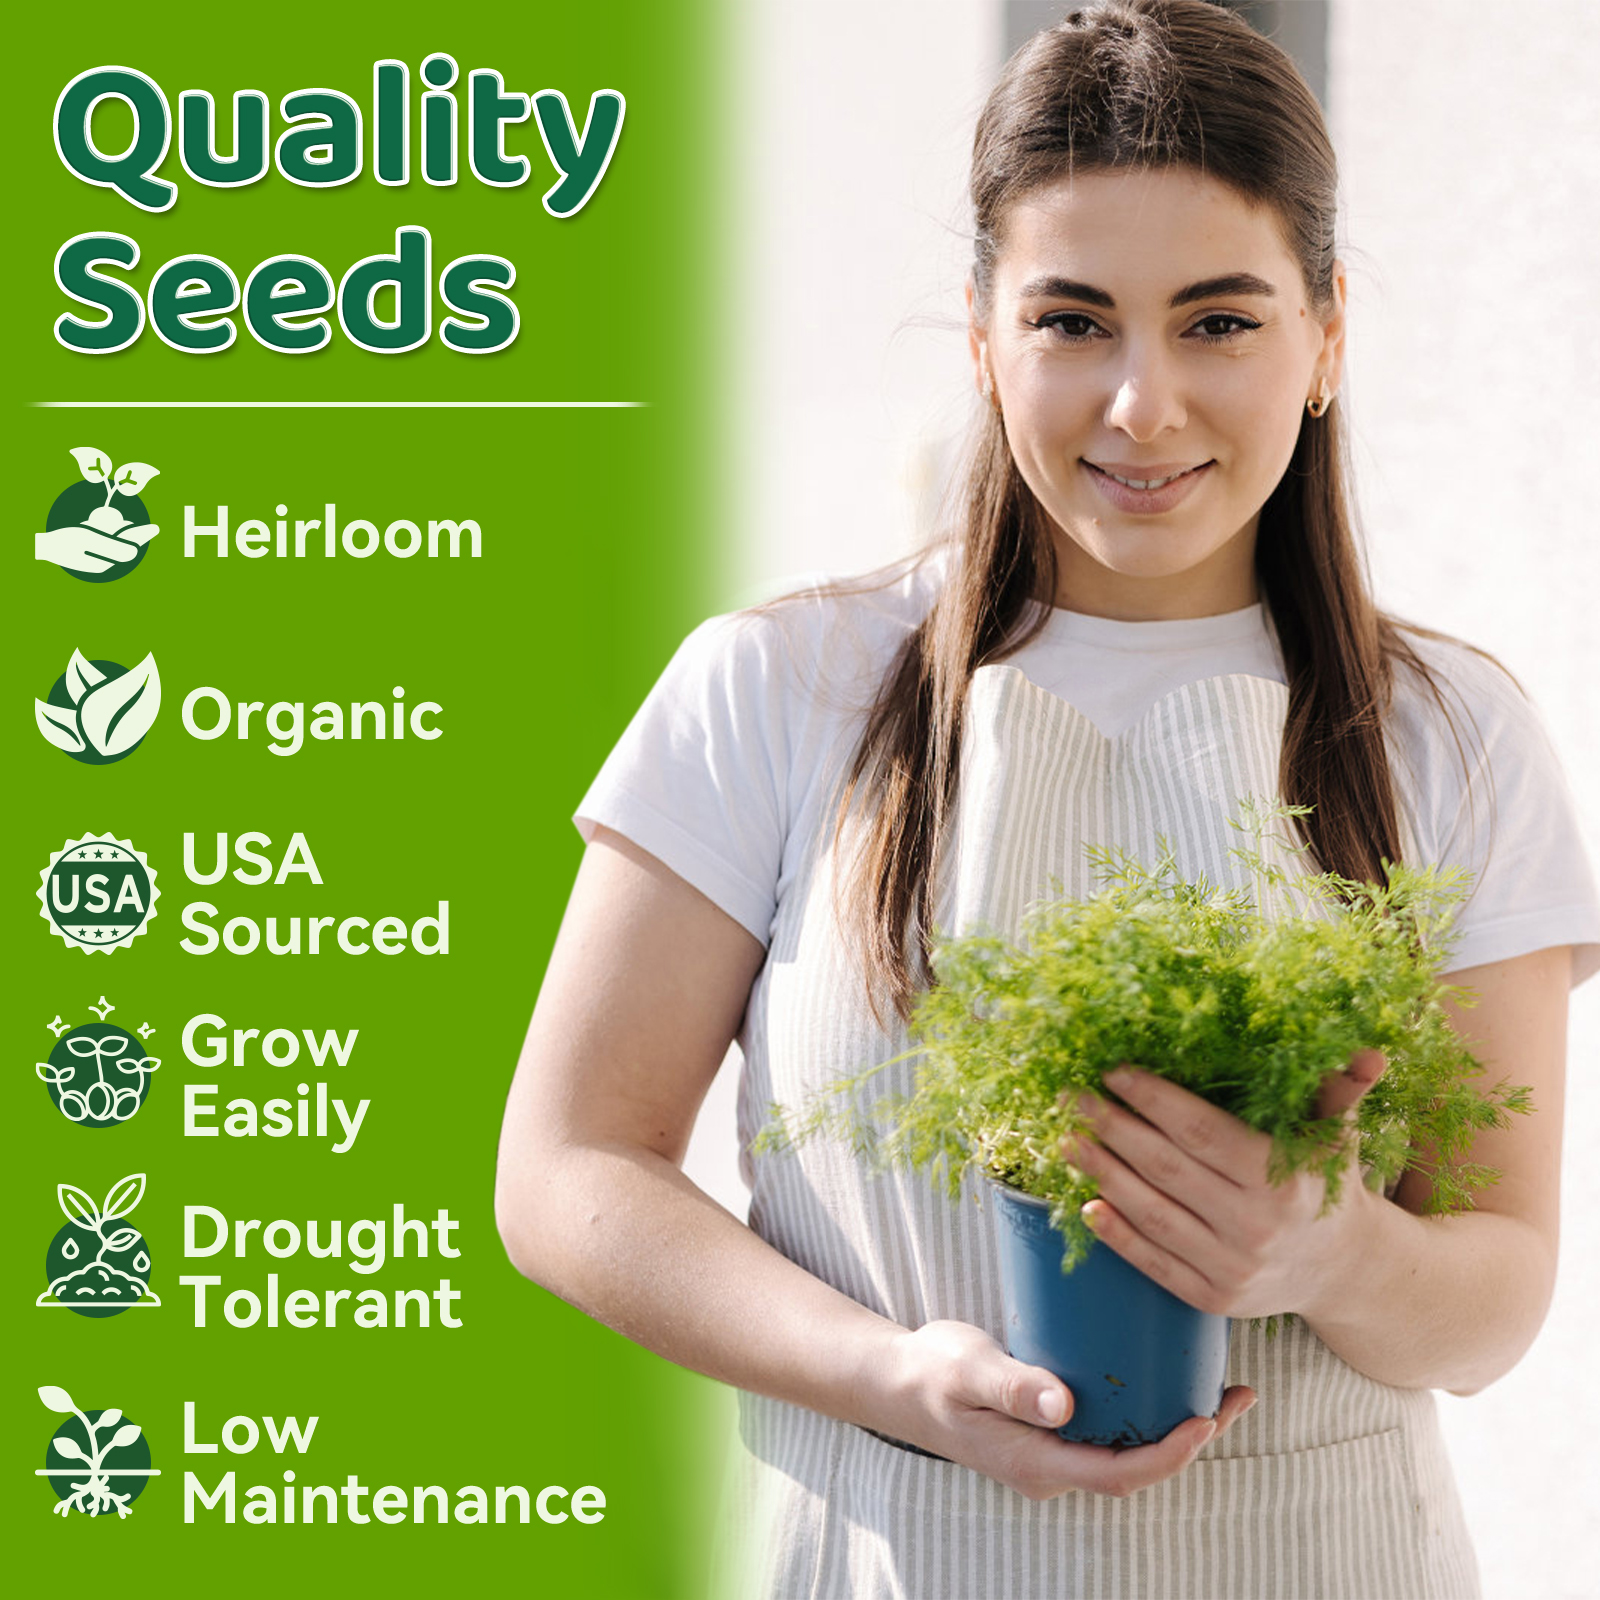 Quality
Seeds
Heirloom
Organic
USA
USA
Sourced
Grow
Easily
Drought
Tolerant
Low
Maintenance